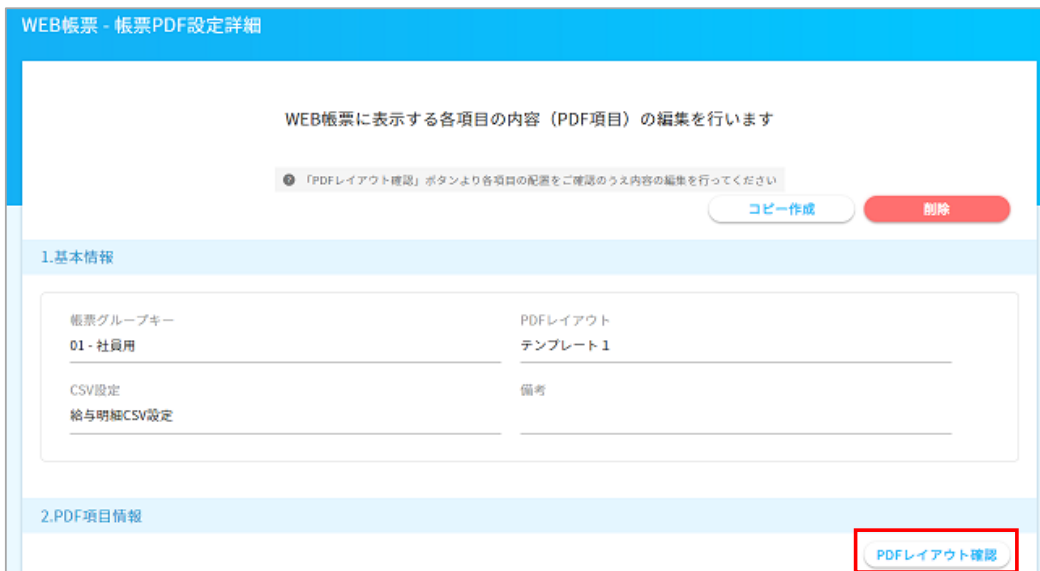 WEB帳票 - 帳票PDF設定詳細
WEB帳票に表示する各項目の内容（PDF項目）の編集を行います
? 「PDFレイアウト確認」ボタンより各項目の配置をご確認のうえ内容の編集を行ってください
コピー作成 削除
1.基本情報
帳票グループキー PDFレイアウト
01 - 社員用 テンプレート１
CSV設定 備考
給与明細CSV設定
2.PDF項目情報
PDFレイアウト確認